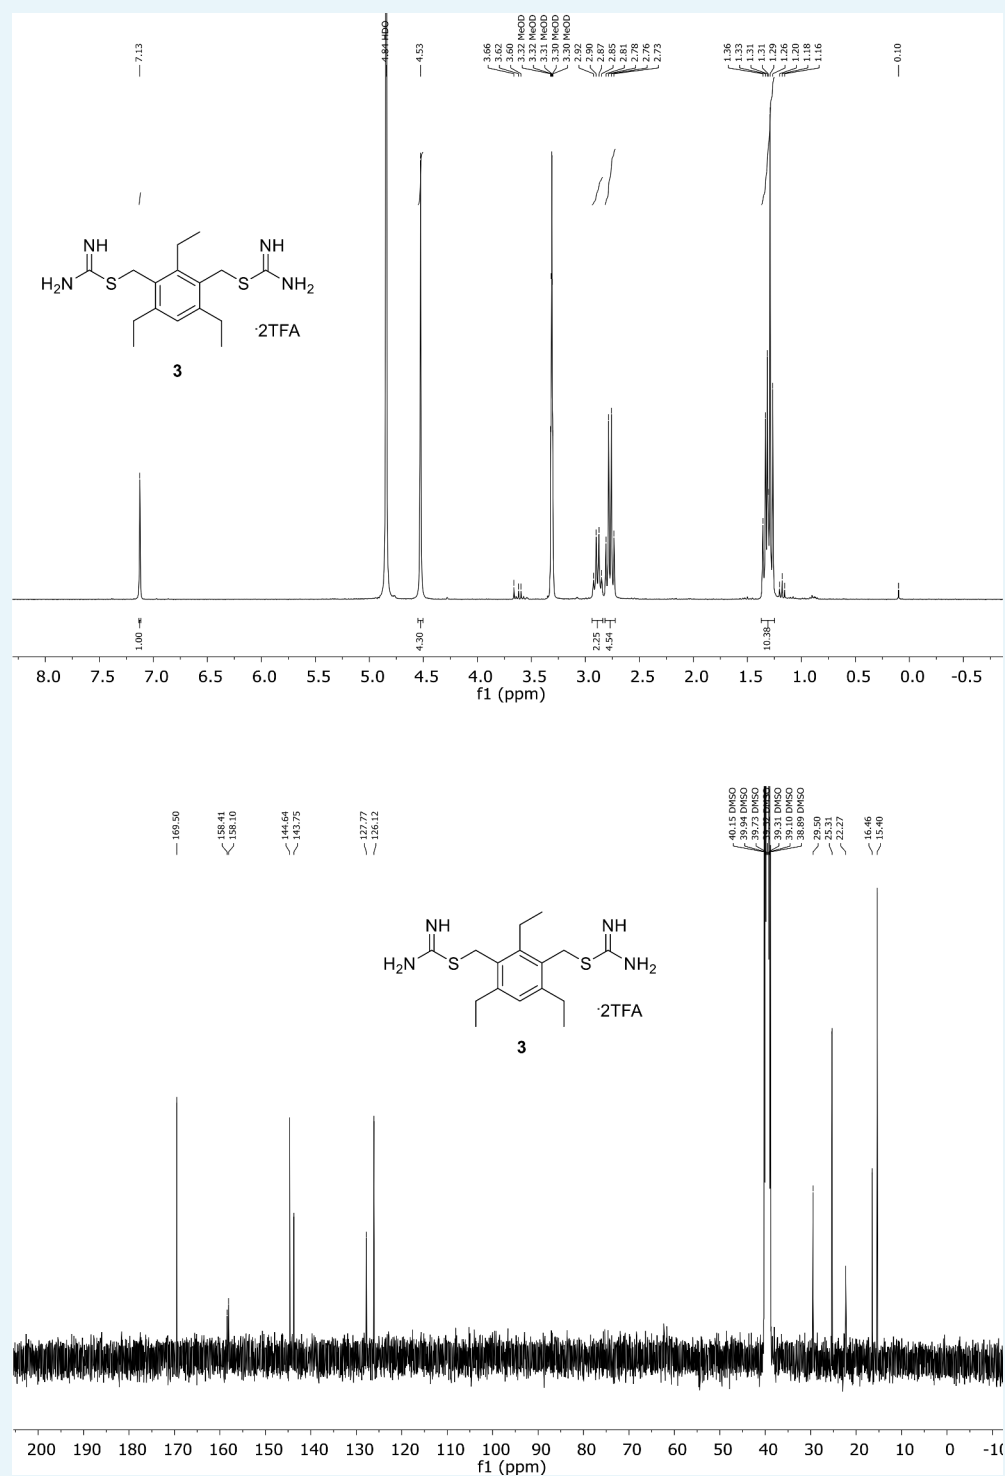 7.13
4.84 HDO
4.53
3.66
3.62
3.60
3.32 MeOD
3.32 MeOD
3.31 MeOD
3.30 MeOD
3.30 MeOD
2.92
2.90
2.87
2.85
2.81
2.78
2.76
2.73
1.36
1.33
1.31
1.31
1.29
1.26
1.20
1.18
1.16
0.10
NH
NH
H2N
S
S
NH2
·2TFA
3
1.00
4.30
2.25
4.54
10.38
8.0 7.5 7.0 6.5 6.0 5.5 5.0 4.5 4.0 3.5 3.0 2.5 2.0 1.5 1.0 0.5 0.0 -0.5
f1 (ppm)
169.50
158.41
158.10
144.64
143.75
127.77
126.12
40.15 DMSO
39.94 DMSO
39.73 DMSO
39.52 DMSO
39.31 DMSO
39.10 DMSO
38.89 DMSO
29.50
25.31
22.27
16.46
15.40
NH
NH
H2N
S
S
NH2
·2TFA
3
200 190 180 170 160 150 140 130 120 110 100 90 80 70 60 50 40 30 20 10 0 -10
f1 (ppm)